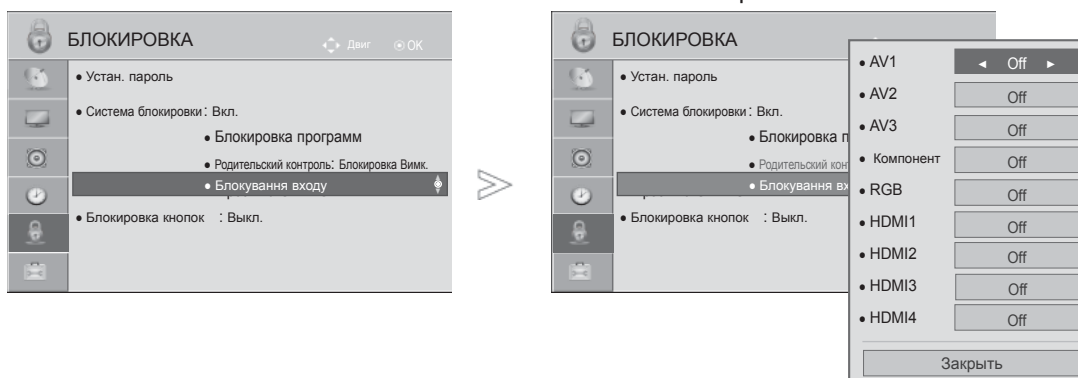 БЛОКИРОВКА
Двиг
OK
• Устан. пароль
• Система блокировки : Вкл.
• Блокировка программ
• Родительский контроль: Блокировка Вимк.
• Блокування входу
• Блокировка кнопок : Выкл.
БЛОКИРОВКА
• Устан. пароль
• Система блокировки : Вкл.
• Блокировка п
• Родительский кон
• Блокування вх
• Блокировка кнопок : Выкл.
• AV1 ◄ Off ►
• AV2 Off
• AV3 Off
• Компонент Off
• RGB Off
• HDMI1 Off
• HDMI2 Off
• HDMI3 Off
• HDMI4 Off
Закрыть